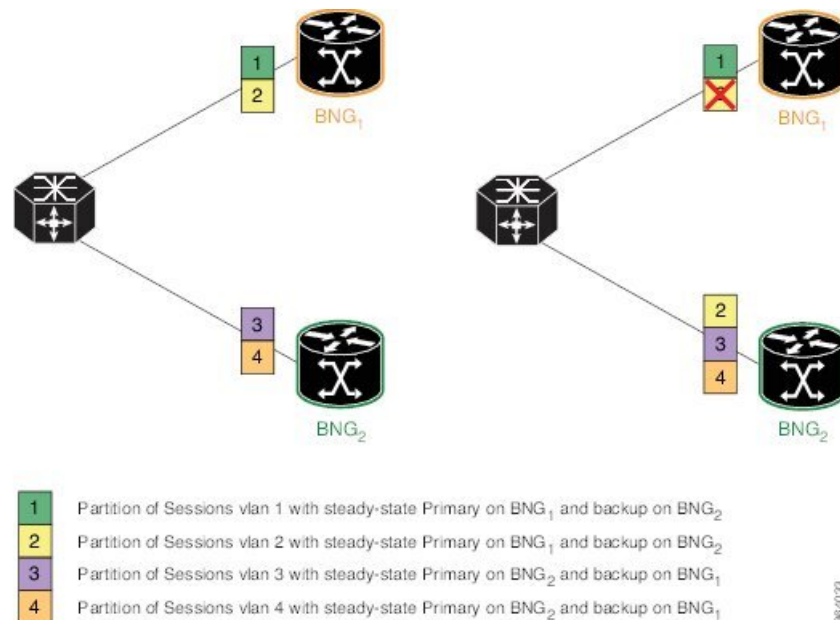 1
2
BNG1
3
4
BNG2
1
BNG1
2
3
4
BNG2
1 Partition of Sessions vlan 1 with steady-state Primary on BNG1 and backup on BNG2
2 Partition of Sessions vlan 2 with steady-state Primary on BNG1 and backup on BNG2
3 Partition of Sessions vlan 3 with steady-state Primary on BNG2 and backup on BNG1
4 Partition of Sessions vlan 4 with steady-state Primary on BNG2 and backup on BNG1